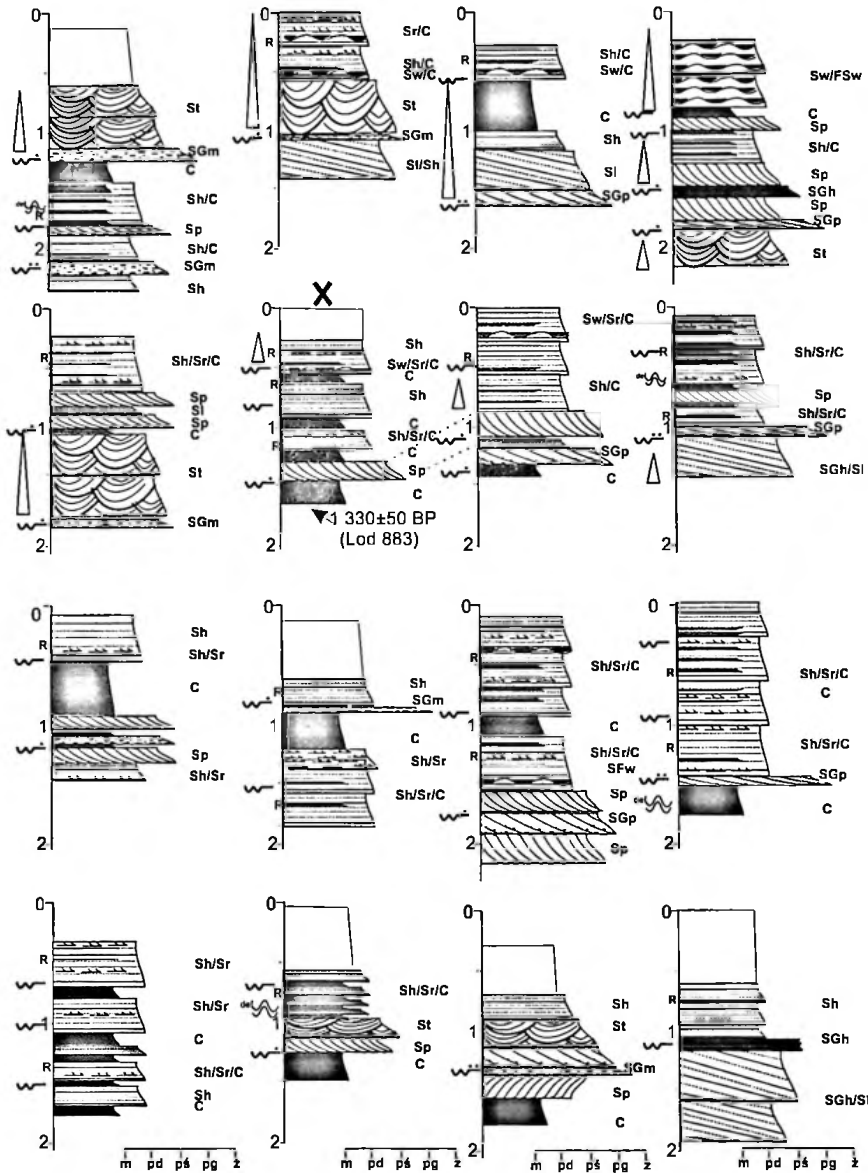 0
St
1
SGm
C
Sh/C
def
R
Sp
2
Sh/C
SGm
Sh
0
R
Sr/C
Sh/C
Sw/C
St
1
SGm
Sl/Sh
2
0
R
Sh/C
Sw/C
1
C
Sh
Sl
SGp
2
0
Sw/FSw
1
Sp
Sh/C
Sp
SGh
Sp
SGp
2
St
0
R
Sh/Sr/C
Sp
Sl
Sp
1
C
St
SGm
2
X
0
R
Sh
Sw/Sr/C
R
C
Sh
1
C
R
Sh/Sr/C
C
Sp
C
330±50 BP
(Lod 883)
2
0
Sw/Sr/C
R
Sh/C
1
SGp
C
2
0
R
Sh/Sr/C
def
Sp
1
R
Sh/Sr/C
SGp
SGh/Sl
2
0
Sh
R
Sh/Sr
C
1
Sp
Sh/Sr
2
0
Sh
R
SGm
1
C
Sh/Sr
R
Sh/Sr/C
2
0
R
Sh/Sr/C
1
C
R
Sh/Sr/C
SFw
Sp
SGp
2
Sp
0
R
Sh/Sr/C
C
1
R
Sh/Sr/C
SGp
def
C
2
0
R
Sh/Sr
Sh/Sr
1
C
R
Sh/Sr/C
Sh
C
2
0
R
Sh/Sr/C
def
1
St
Sp
C
2
0
Sh
1
St
SGm
Sp
C
2
0
R
Sh
1
SGh
SGh/Sl
2
m pd pś pg ż
m pd pś pg ż
m pd pś pg ż